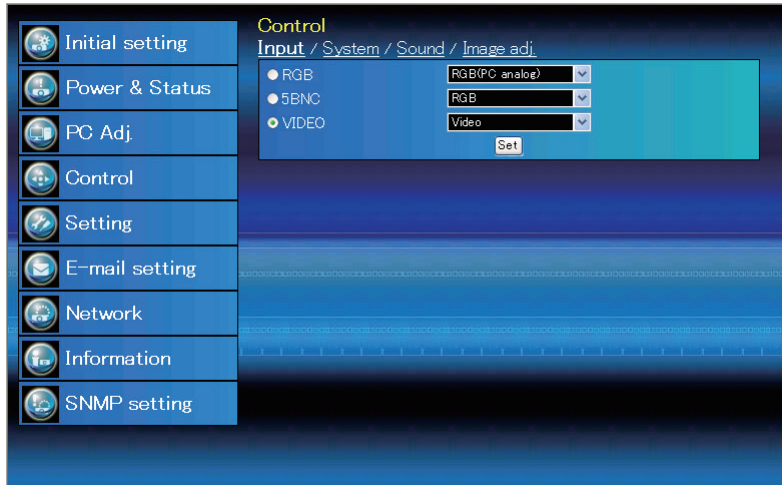 Initial setting
Power & Status
PC Adj.
Control
Setting
E-mail setting
Network
Information
SNMP setting
Control
Input / System / Sound / Image adj.
RGB RGB(PC analog)
5BNC RGB
VIDEO Video
Set